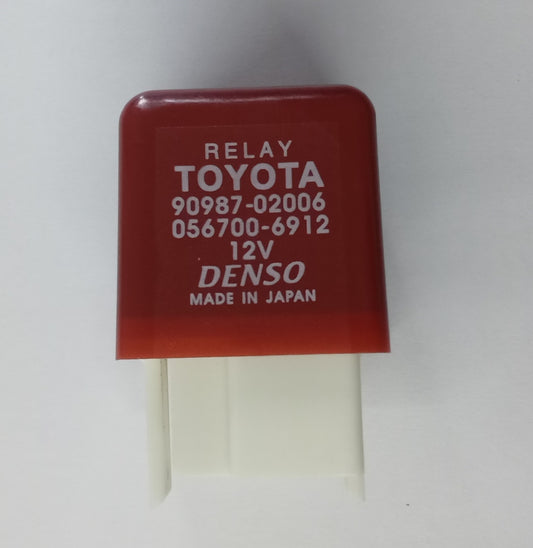 RELAY
TOYOTA
90987-02006
056700-6912
12V
DENSO
MADE IN JAPAN